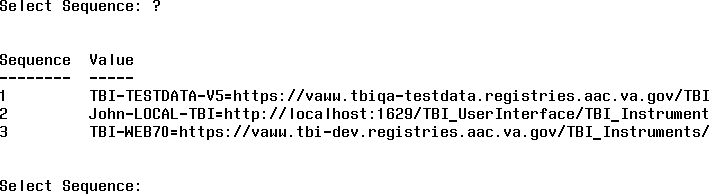 Select Sequence: ?
Sequence Value
-------- -----
1 TBI-TESTDATA-V5=https://vaww.tbiqa-testdata.registries.aac.va.gov/TBI
2 John-LOCAL-TBI=http://localhost:1629/TBI_UserInterface/TBI_Instrument
3 TBI-WEB70=https://vaww.tbi-dev.registries.aac.va.gov/TBI_Instruments/
Select Sequence: